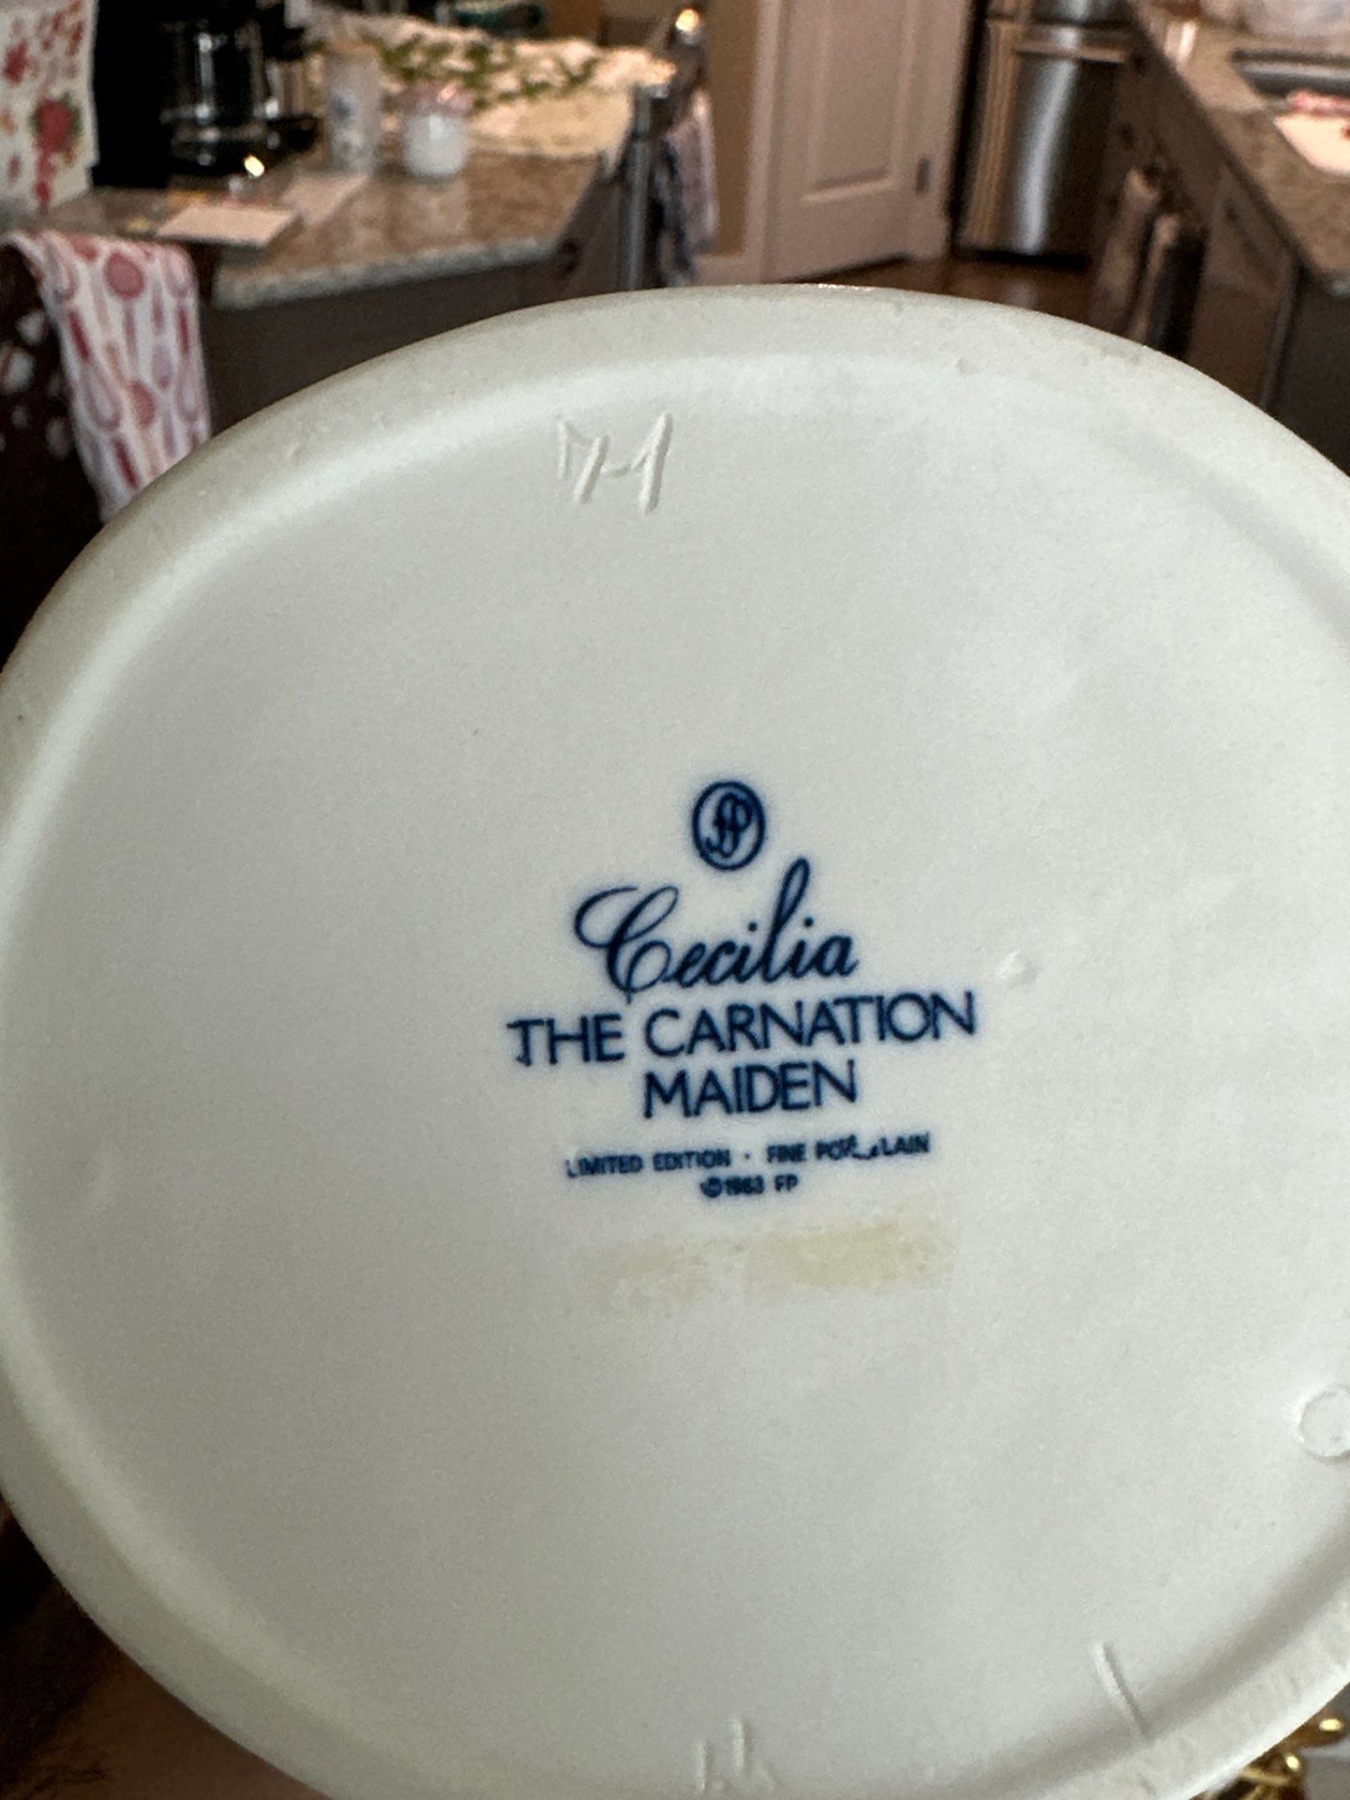 FP
Cecilia
THE CARNATION
MAIDEN
LIMITED EDITION · FINE PORCELAIN
©1983 FP